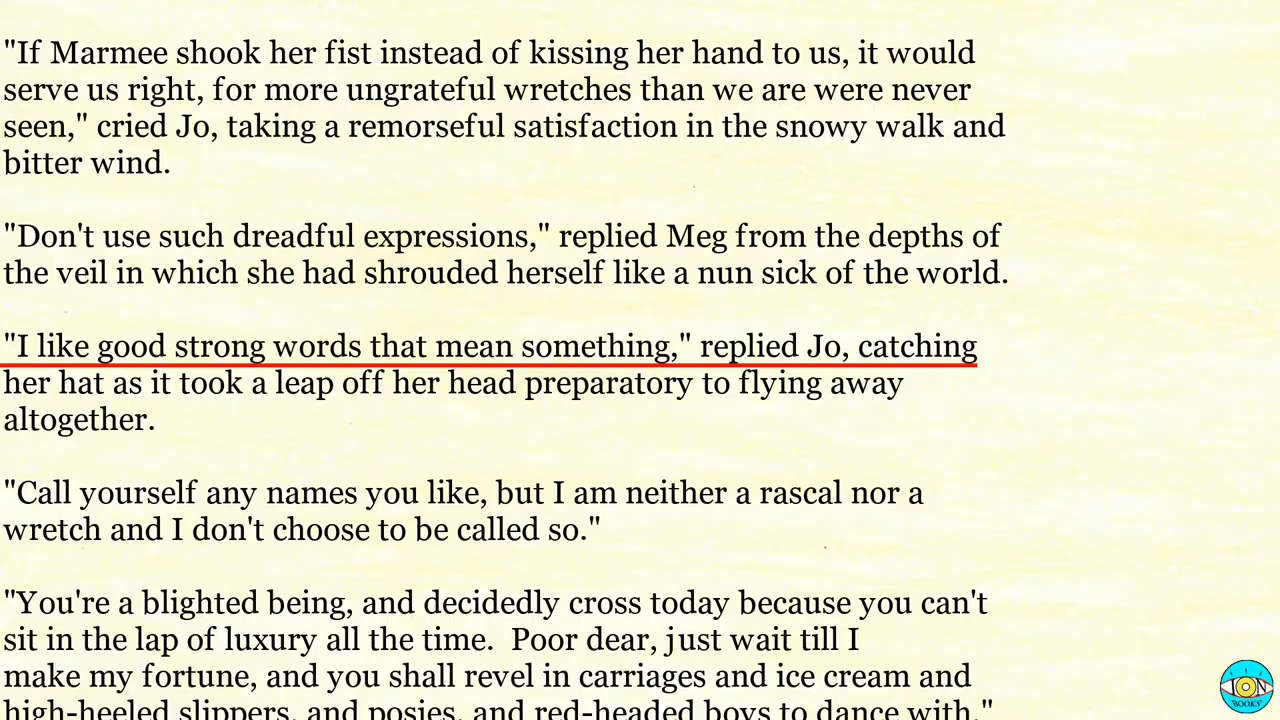 "If Marmee shook her fist instead of kissing her hand to us, it would
serve us right, for more ungrateful wretches than we are were never
seen," cried Jo, taking a remorseful satisfaction in the snowy walk and
bitter wind.
"Don't use such dreadful expressions," replied Meg from the depths of
the veil in which she had shrouded herself like a nun sick of the world.
"I like good strong words that mean something," replied Jo, catching
her hat as it took a leap off her head preparatory to flying away
altogether.
"Call yourself any names you like, but I am neither a rascal nor a
wretch and I don't choose to be called so."
"You're a blighted being, and decidedly cross today because you can't
sit in the lap of luxury all the time.  Poor dear, just wait till I
make my fortune, and you shall revel in carriages and ice cream and
high-heeled slippers, and posies, and red-headed boys to dance with."
ION
BOOKS